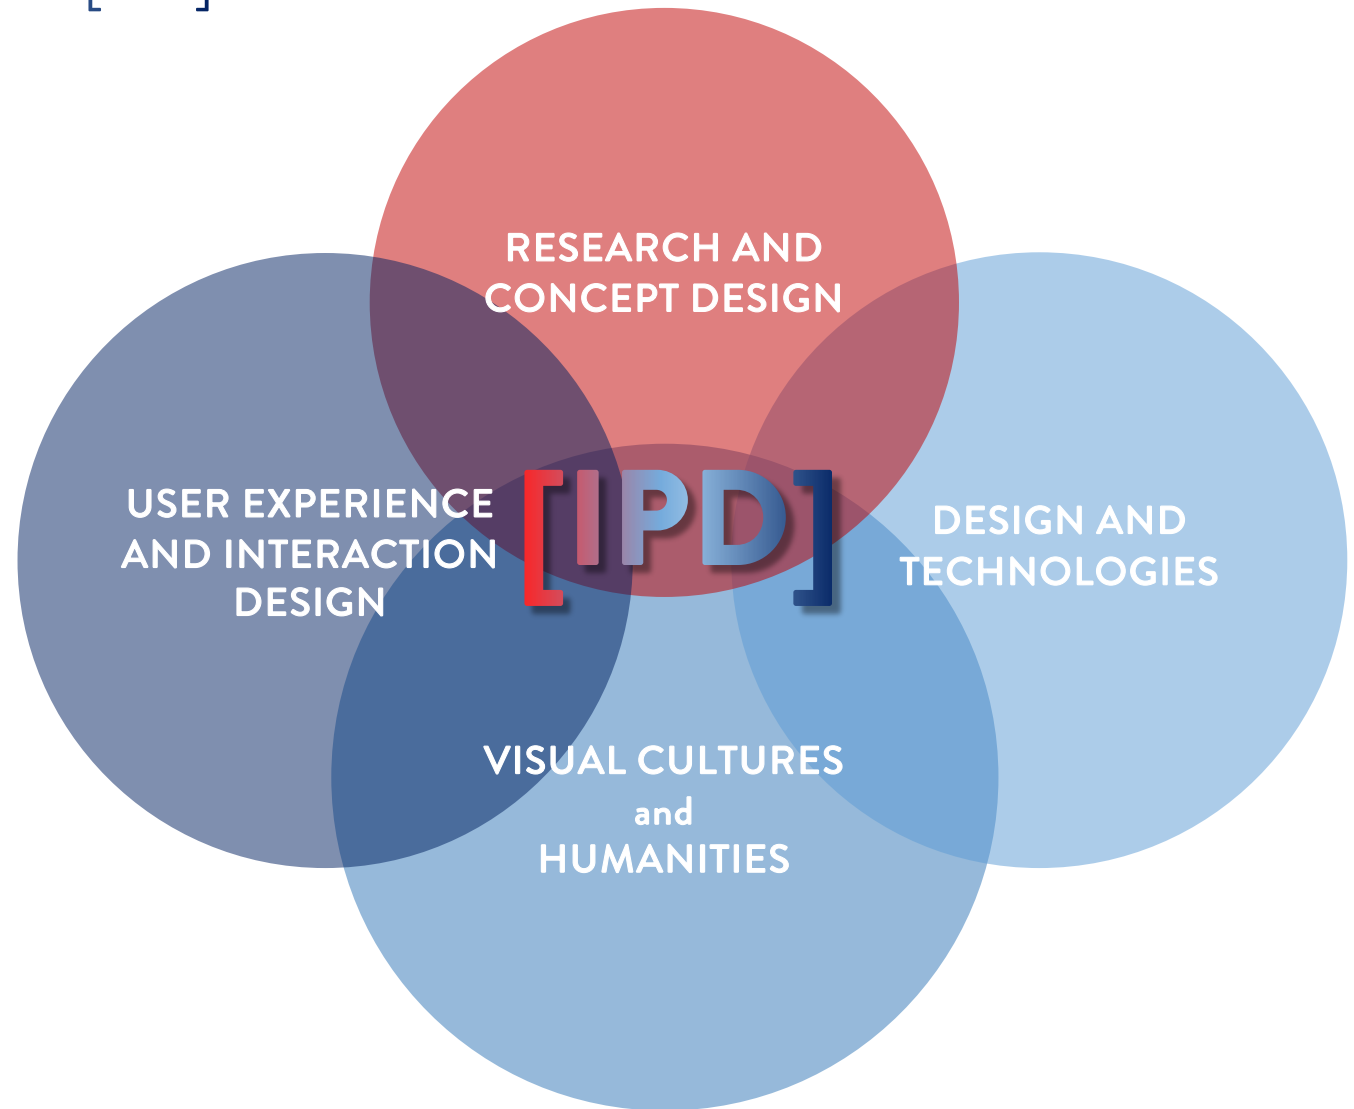 RESEARCH AND
CONCEPT DESIGN
USER EXPERIENCE
AND INTERACTION
DESIGN
[IPD]
DESIGN AND
TECHNOLOGIES
VISUAL CULTURES
and
HUMANITIES